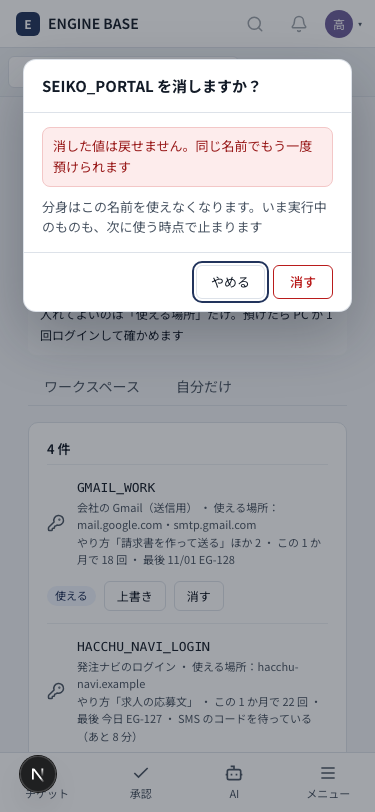 E ENGINE BASE 高
SEIKO_PORTAL を消しますか？
消した値は戻せません。同じ名前でもう一度
預けられます
分身はこの名前を使えなくなります。いま実行中
のものも、次に使う時点で止まります
やめる 消す
入れてよいのは「使える場所」だけ。預けたら PC が 1
回ログインして確かめます
ワークスペース 自分だけ
4 件
GMAIL_WORK
会社の Gmail（送信用） ・ 使える場所：
mail.google.com・smtp.gmail.com
やり方「請求書を作って送る」ほか 2 ・ この 1 か
月で 18 回 ・ 最後 11/01 EG-128
使える 上書き 消す
HACCHU_NAVI_LOGIN
発注ナビのログイン ・ 使える場所：hacchu-
navi.example
やり方「求人の応募文」 ・ この 1 か月で 22 回 ・
最後 今日 EG-127 ・ SMS のコードを待っている
（あと 8 分）
N
チケット 承認 AI メニュー